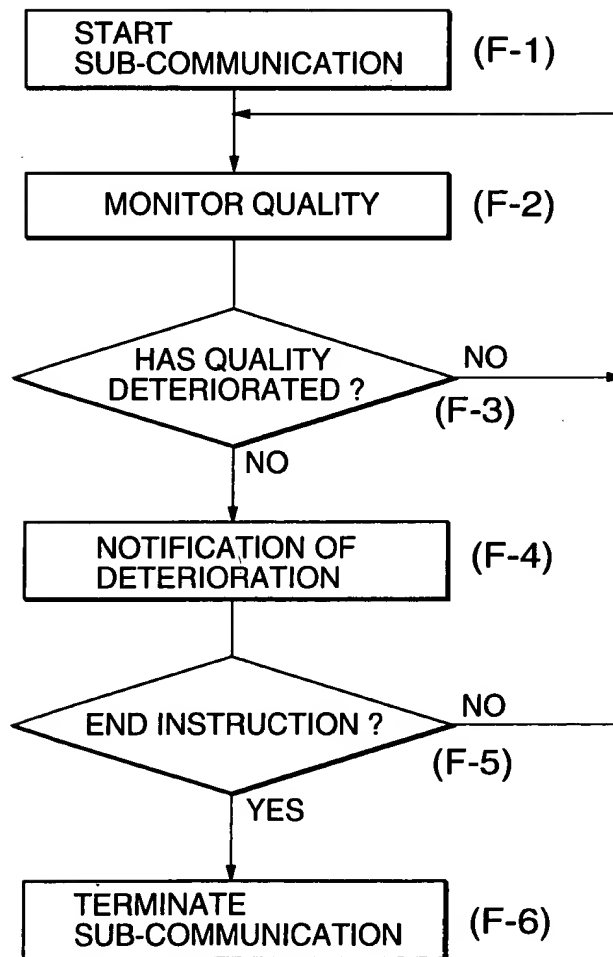 START
SUB-COMMUNICATION
(F-1)
MONITOR QUALITY
(F-2)
HAS QUALITY
DETERIORATED ?
NO
(F-3)
NO
NOTIFICATION OF
DETERIORATION
(F-4)
END INSTRUCTION ?
NO
(F-5)
YES
TERMINATE
SUB-COMMUNICATION
(F-6)